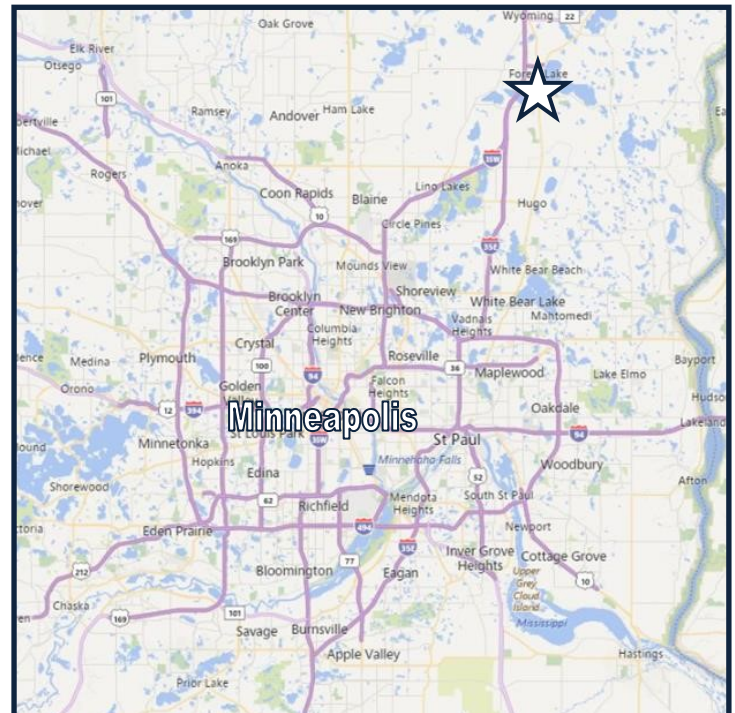 Wyoming
22
Oak Grove
Elk River
Otsego
101
Ramsey
Andover
Ham Lake
Anoka
Rogers
Coon Rapids
Blaine
Lino Lakes
35W
Hugo
10
Circle Pines
169
35E
Brooklyn Park
Mounds View
White Bear Beach
Brooklyn
Center
New Brighton
Shoreview
White Bear Lake
Mahtomedi
Columbia
Heights
Vadnais
Heights
Crystal
Medina
Plymouth
100
Roseville
36
Maplewood
Lake Elmo
Bayport
Orono
94
Falcon
Heights
Golden
12
394
Minneapolis
Oakdale
Lakeland
St Louis Park
35W
St Paul
94
Minnetonka
Hopkins
Minnehaha Falls
Woodbury
Edina
52
Shorewood
Afton
62
Richfield
Mendota
Heights
South St Paul
Eden Prairie
494
Newport
35E
212
Bloomington
77
Eagan
Inver Grove
Heights
Cottage Grove
10
Upper
Grey
Cloud
Island
Chaska
169
101
Savage
Burnsville
Mississippi
Apple Valley
Hastings
Prior Lake